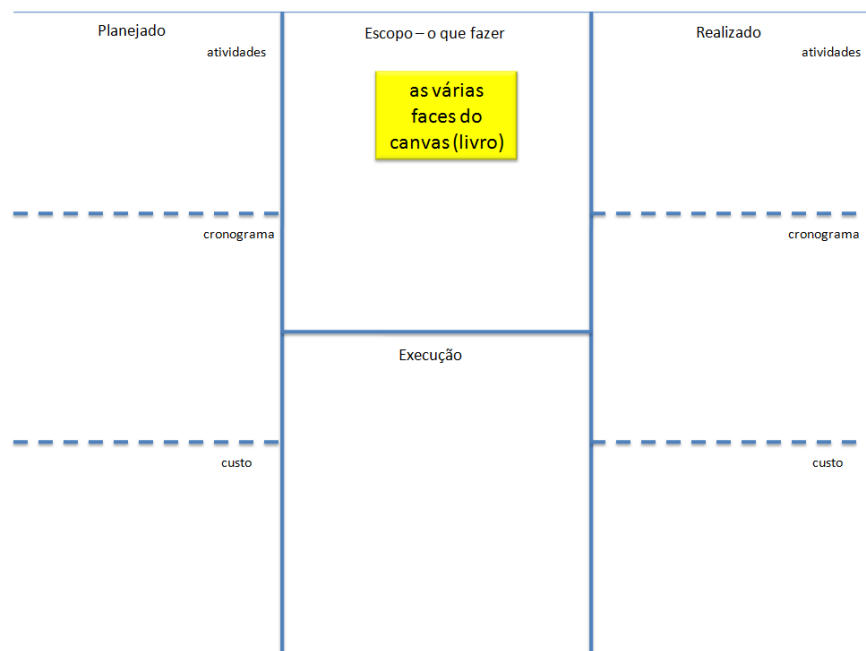 Planejado
atividades
cronograma
custo
Escopo – o que fazer
as várias
faces do
canvas (livro)
Execução
Realizado
atividades
cronograma
custo